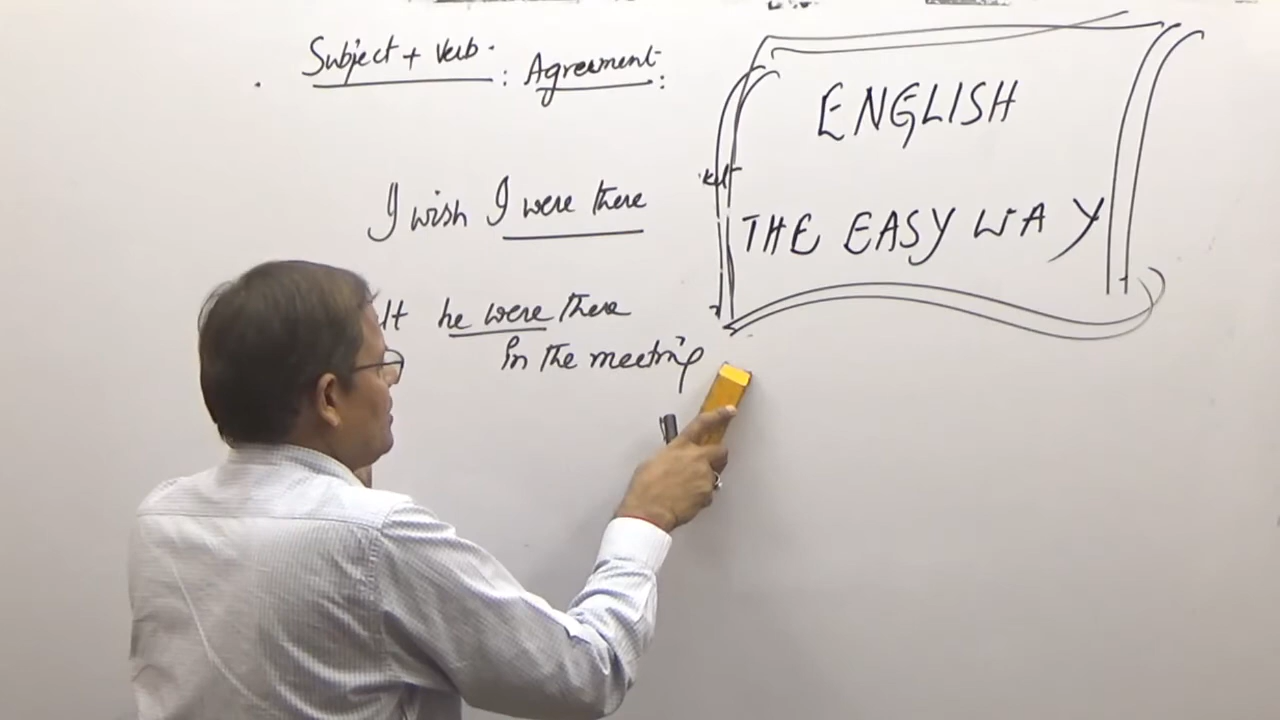 Subject + Verb. : Agreement :
I wish I were there
he were there
in the meeting
ENGLISH
THE EASY WAY